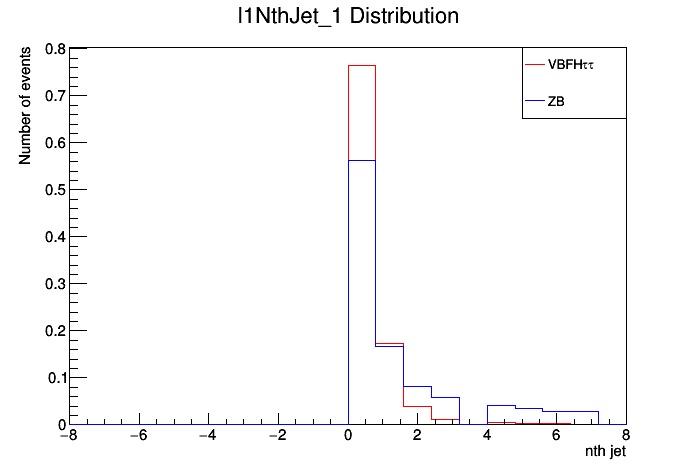 l1NthJet_1 Distribution
Number of events
0.8
0.7
0.6
0.5
0.4
0.3
0.2
0.1
0
VBFHττ
ZB
−8 −6 −4 −2 0 2 4 6 8
nth jet